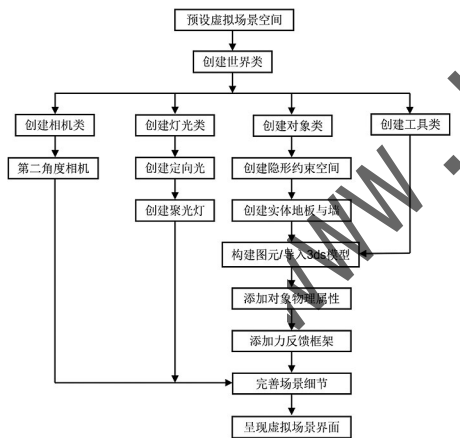 预设虚拟场景空间
创建世界类
创建相机类
创建灯光类
创建对象类
创建工具类
第二角度相机
创建定向光
创建隐形约束空间
创建聚光灯
创建实体地板与墙
构建图元/导入3ds模型
添加对象物理属性
添加力反馈框架
完善场景细节
呈现虚拟场景界面
www.